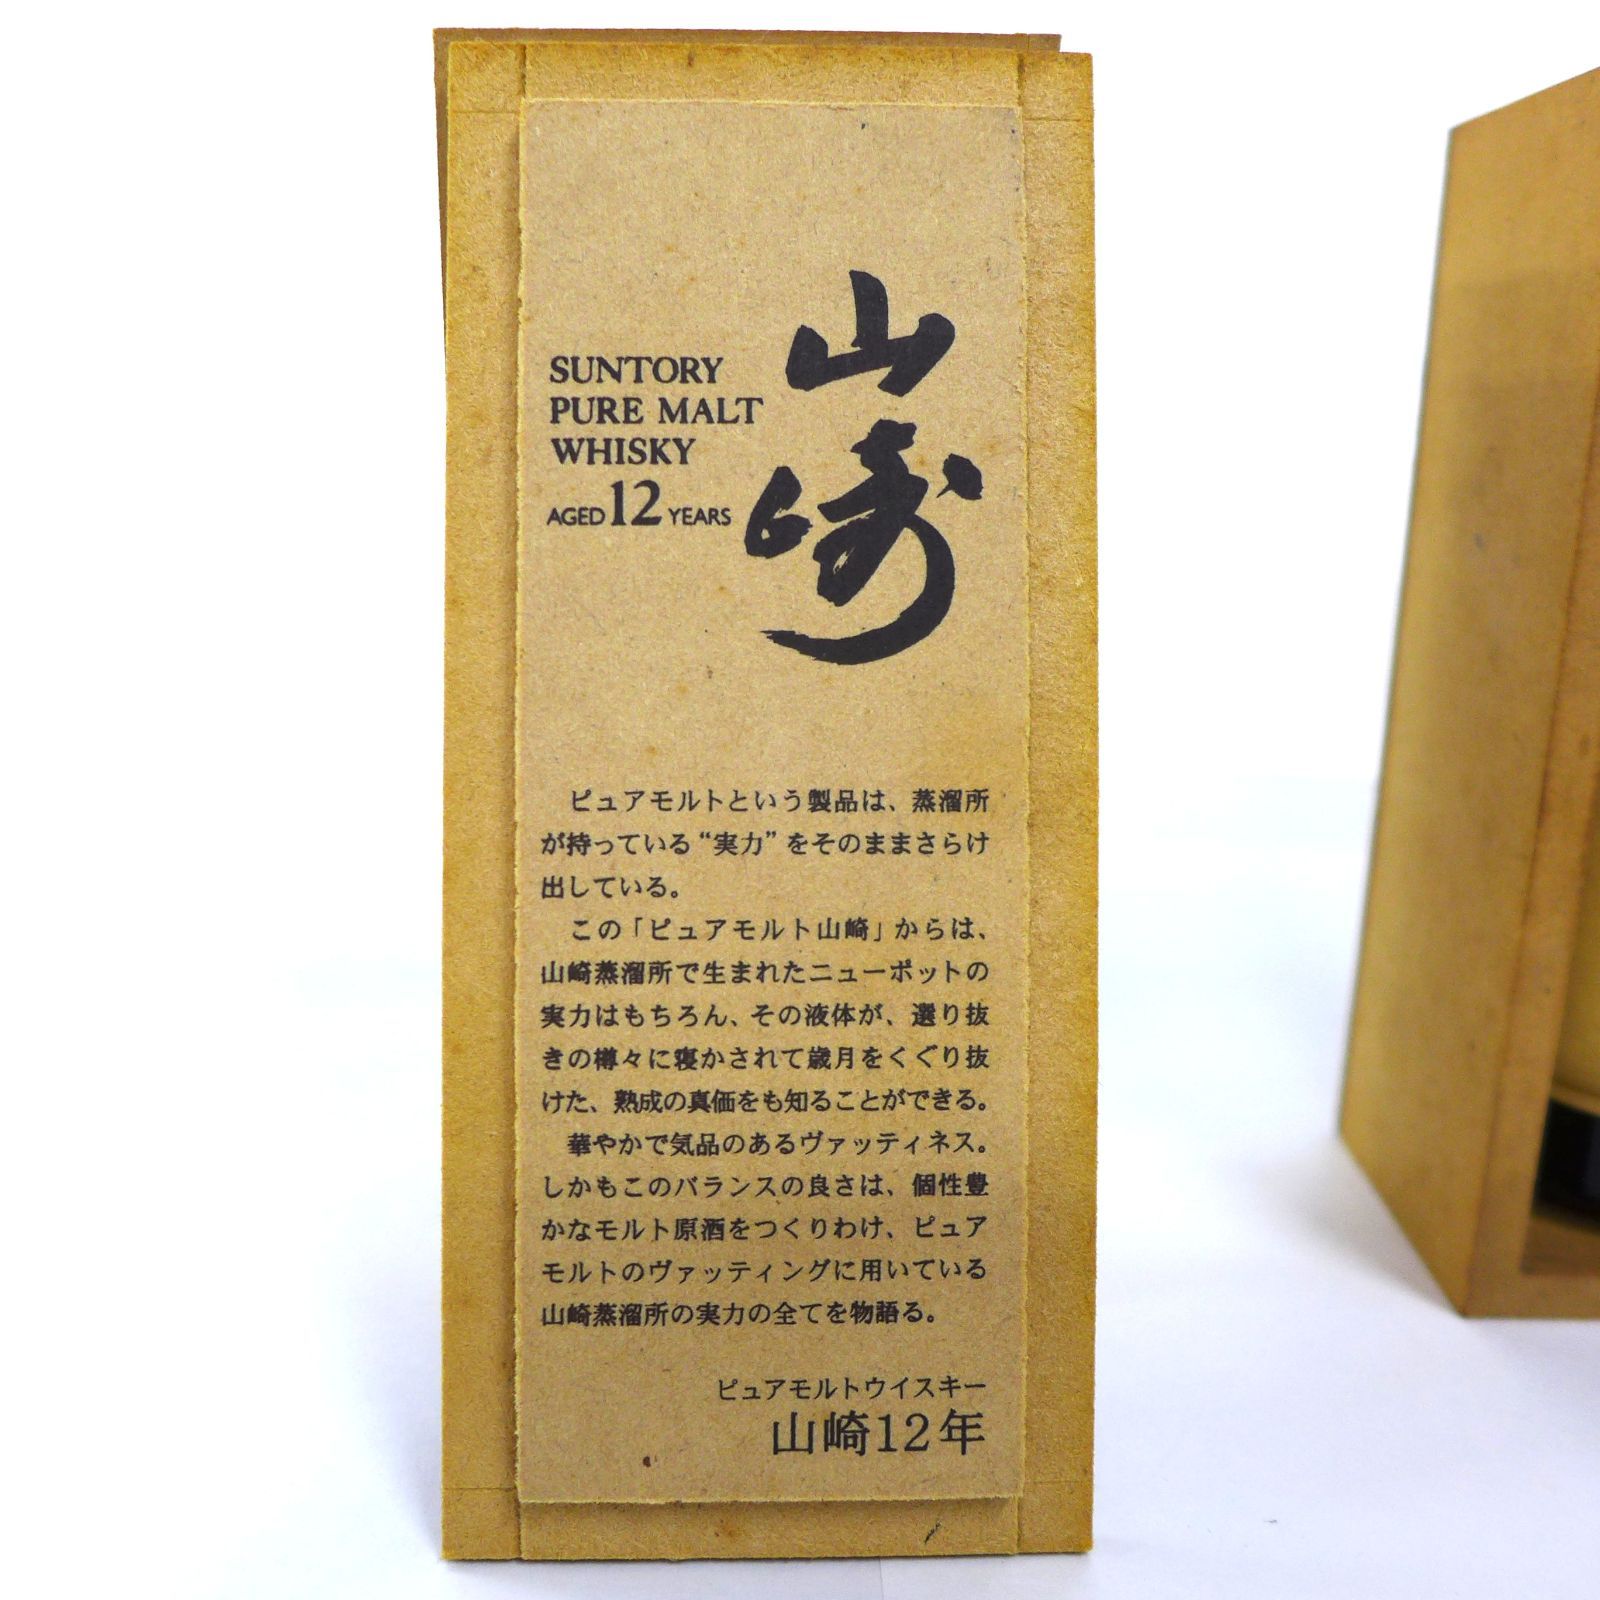 山崎
SUNTORY
PURE MALT
WHISKY
AGED 12 YEARS
ピュアモルトという製品は、蒸溜所
が持っている“実力”をそのままさらけ
出している。
この「ピュアモルト山崎」からは、
山崎蒸溜所で生まれたニューポットの
実力はもちろん、その液体が、選り抜
きの樽々に寝かされて歳月をくぐり抜
けた、熟成の真価をも知ることができる。
華やかで気品のあるヴァッティネス。
しかもこのバランスの良さは、個性豊
かなモルト原酒をつくりわけ、ピュア
モルトのヴァッティングに用いている
山崎蒸溜所の実力の全てを物語る。
ピュアモルトウイスキー
山崎12年